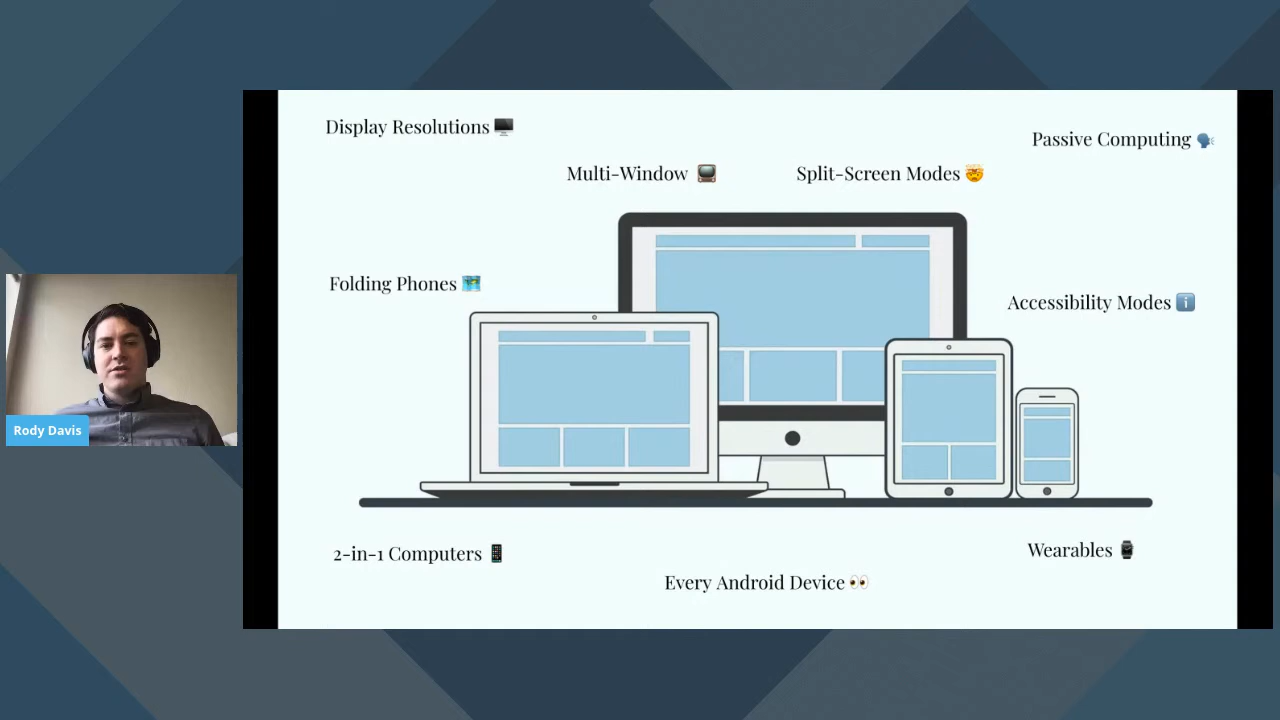 Display Resolutions 🖥️
Passive Computing 🗣️
Multi-Window 📺
Split-Screen Modes 🤯
Folding Phones 🗺️
Accessibility Modes ℹ️
Rody Davis
2-in-1 Computers 📱
Wearables ⌚
Every Android Device 👀